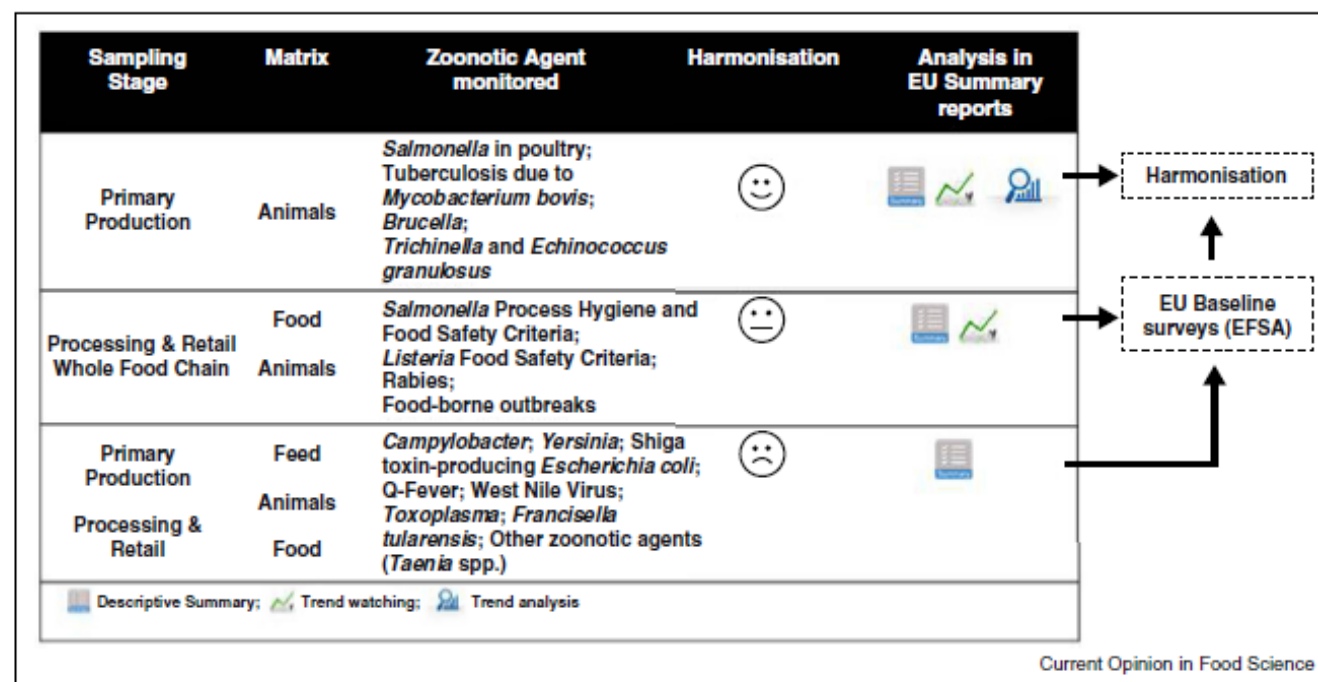 Sampling Stage
Matrix
Zoonotic Agent monitored
Harmonisation
Analysis in EU Summary reports
Primary Production
Animals
Salmonella in poultry;
Tuberculosis due to
Mycobacterium bovis;
Brucella;
Trichinella and Echinococcus
granulosus
Summary
Harmonisation
Processing & Retail
Whole Food Chain
Food
Animals
Salmonella Process Hygiene and
Food Safety Criteria;
Listeria Food Safety Criteria;
Rabies;
Food-borne outbreaks
Summary
EU Baseline
surveys (EFSA)
Primary
Production
Processing &
Retail
Feed
Animals
Food
Campylobacter; Yersinia; Shiga
toxin-producing Escherichia coli;
Q-Fever; West Nile Virus;
Toxoplasma; Francisella
tularensis; Other zoonotic agents
(Taenia spp.)
Summary
Descriptive Summary; Trend watching; Trend analysis
Current Opinion in Food Science